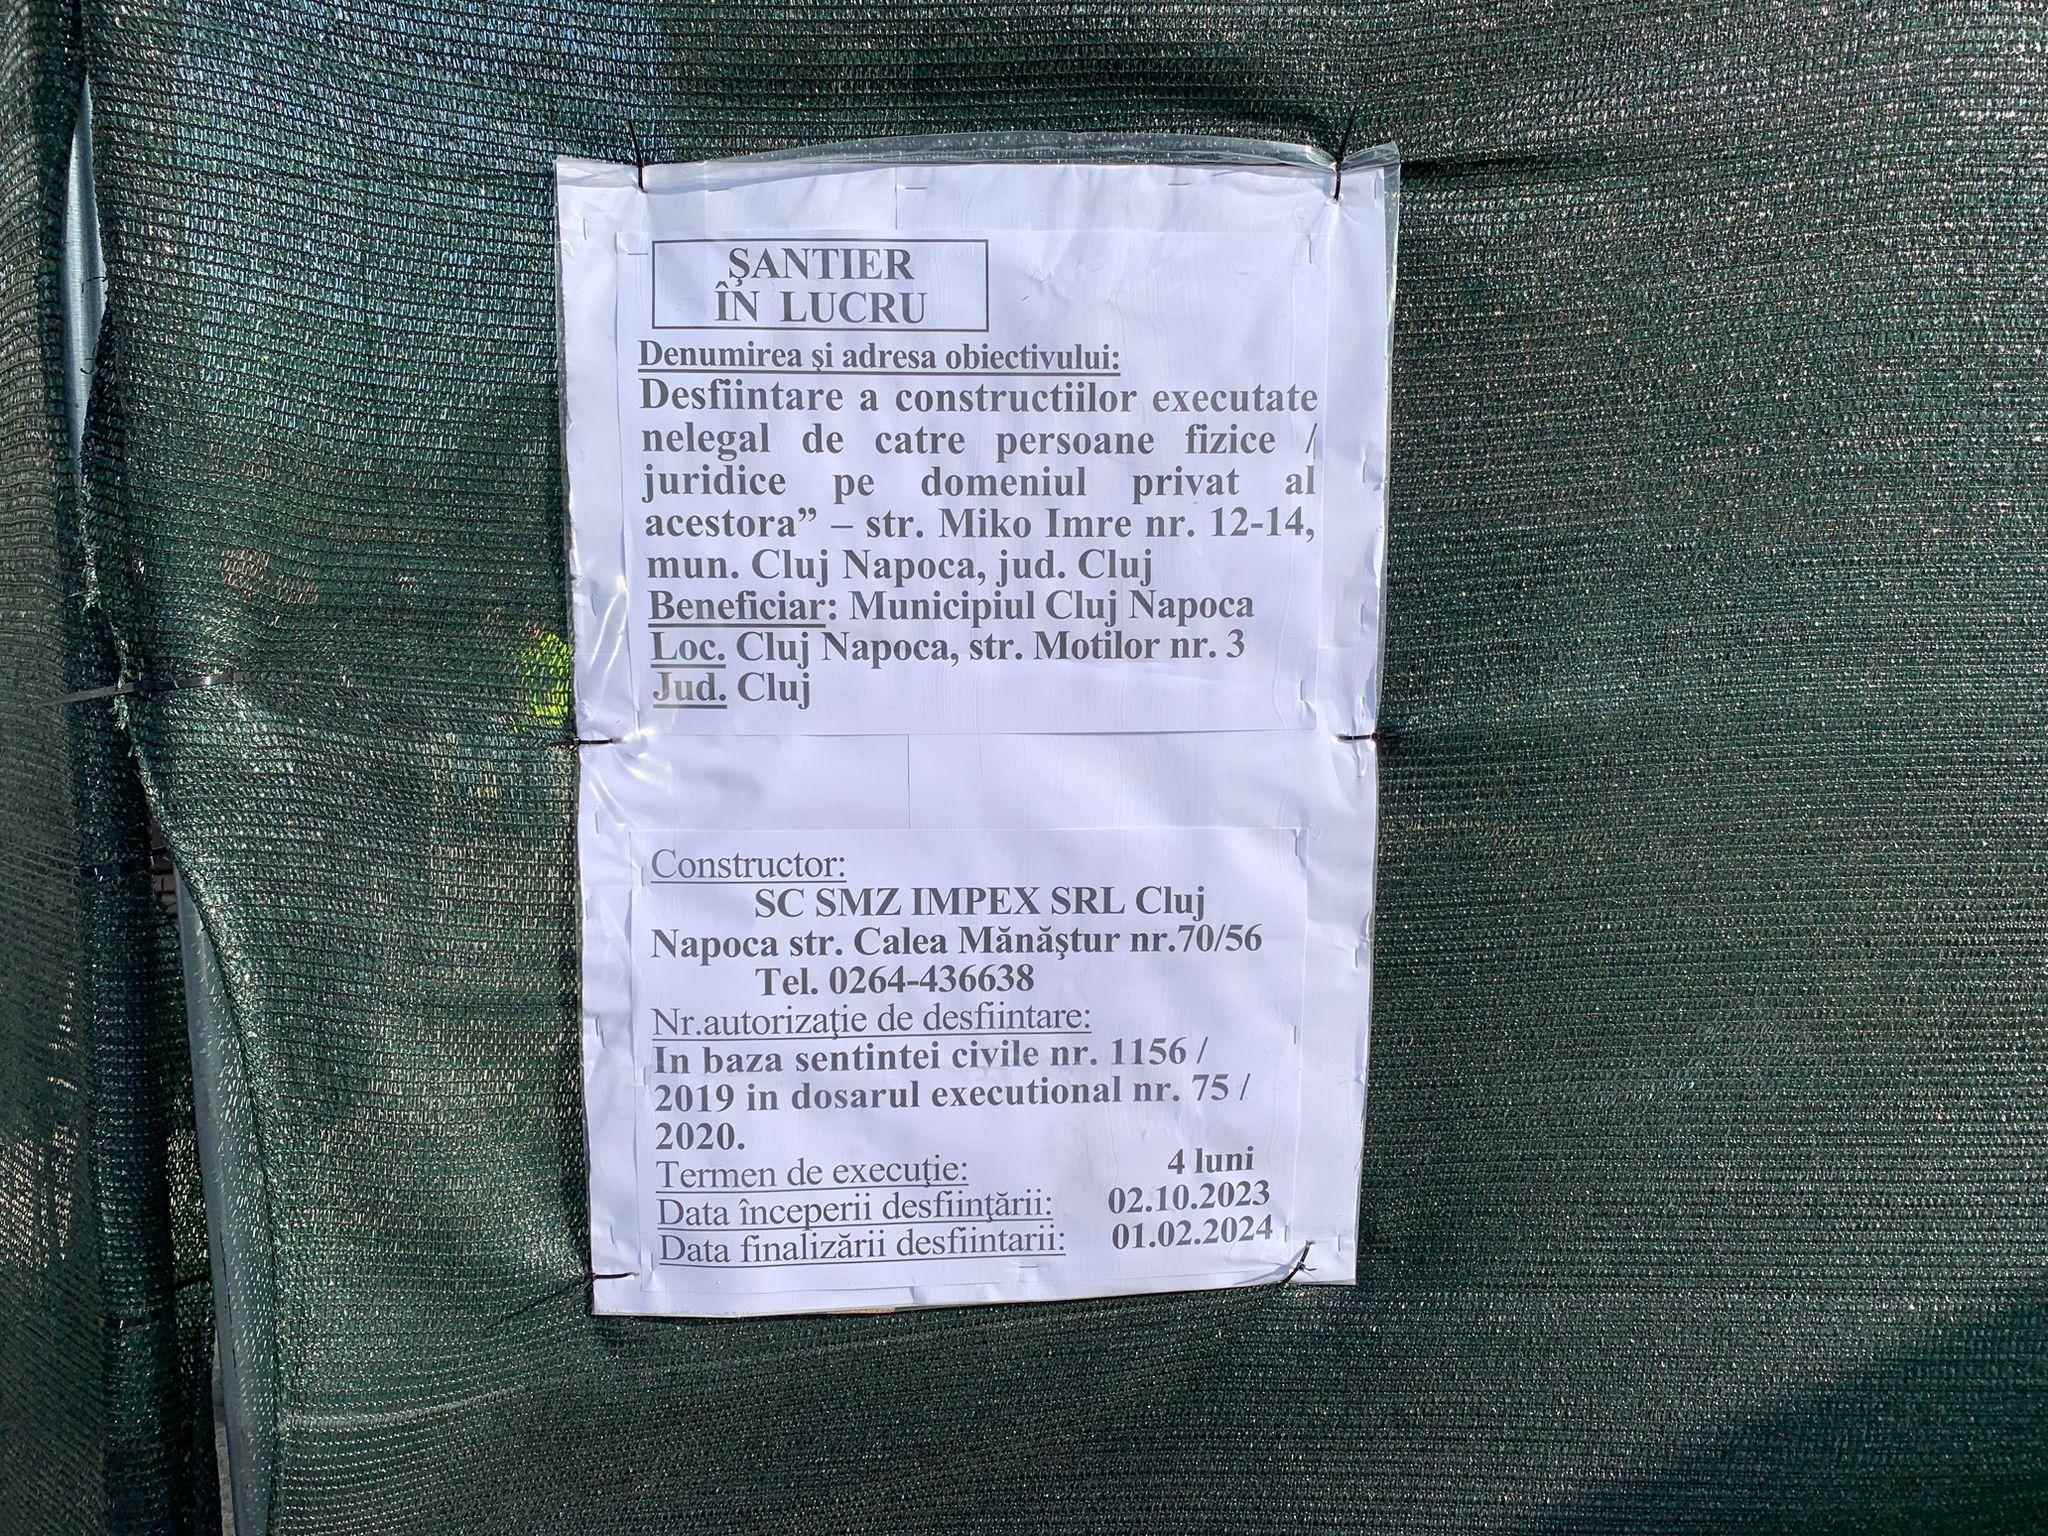 ŞANTIER
ÎN LUCRU
Denumirea şi adresa obiectivului:
Desfiintare a constructiilor executate
nelegal de catre persoane fizice /
juridice pe domeniul privat al
acestora” – str. Miko Imre nr. 12-14,
mun. Cluj Napoca, jud. Cluj
Beneficiar: Municipiul Cluj Napoca
Loc. Cluj Napoca, str. Motilor nr. 3
Jud. Cluj
Constructor:
SC SMZ IMPEX SRL Cluj
Napoca str. Calea Mănăştur nr.70/56
Tel. 0264-436638
Nr.autorizaţie de desfiintare:
In baza sentintei civile nr. 1156 /
2019 in dosarul executional nr. 75 /
2020.
Termen de execuţie: 4 luni
Data începerii desfiinţării: 02.10.2023
Data finalizării desfiintarii: 01.02.2024